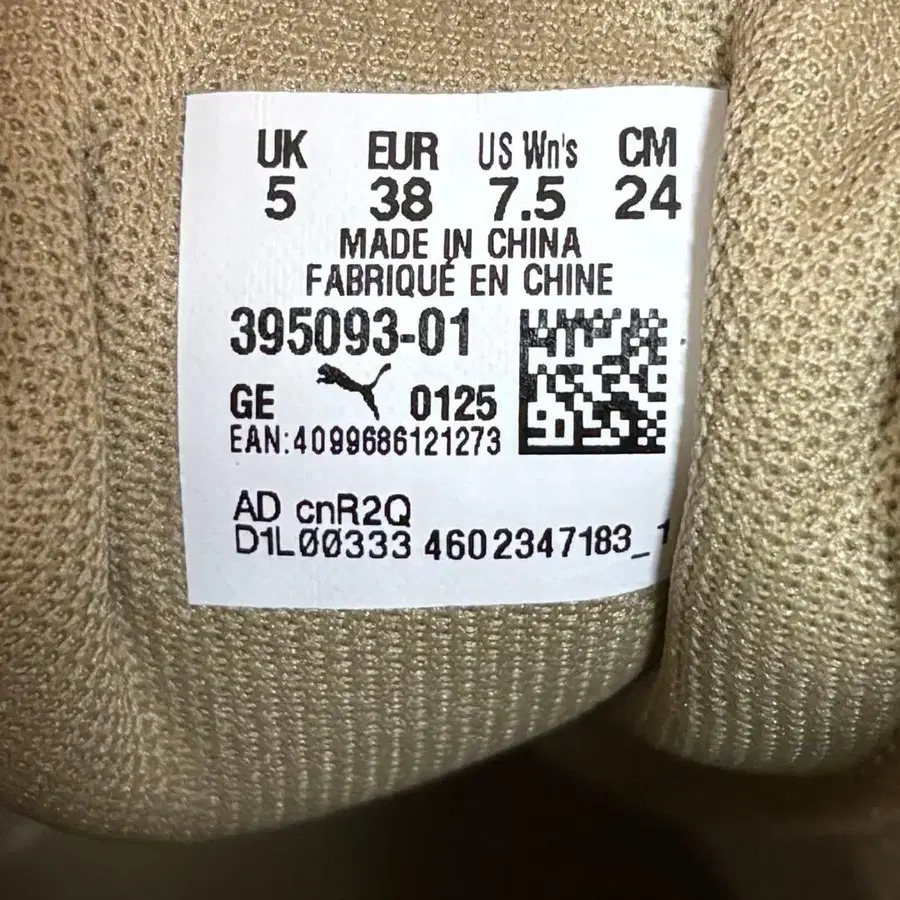 UK EUR US Wn's CM
5 38 7.5 24
MADE IN CHINA
FABRIQUÉ EN CHINE
395093-01
GE 0125
EAN:4099686121273
AD cnR2Q
D1LØØ333 4602347183_1